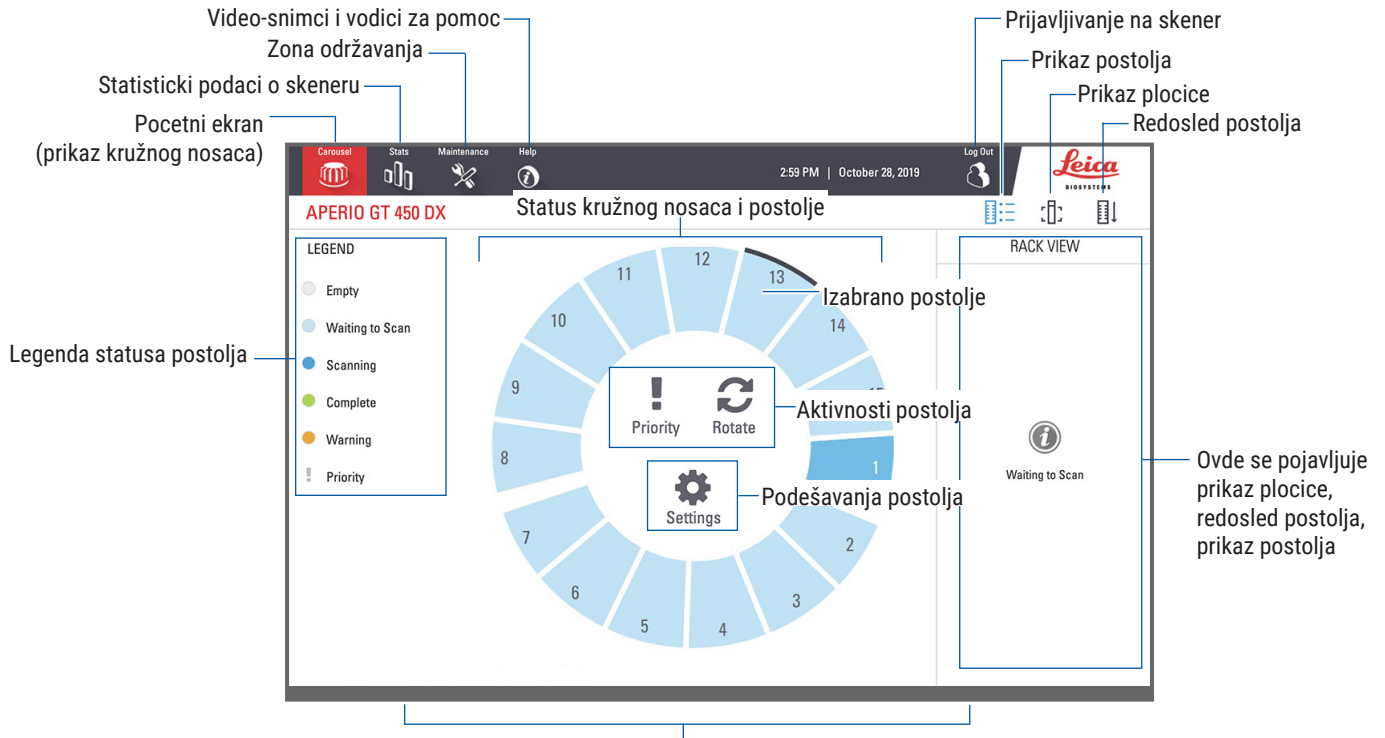 Video-snimci i vodici za pomoc
Zona održavanja
Statisticki podaci o skeneru
Pocetni ekran
(prikaz kružnog nosaca)
Prijavljivanje na skener
Prikaz postolja
Prikaz plocice
Redosled postolja
Carousel
Stats
Maintenance
Help
2:59 PM | October 28, 2019
Log Out
Leica
BIOSYSTEMS
APERIO GT 450 DX
Status kružnog nosaca i postolje
LEGEND
Empty
Waiting to Scan
Scanning
Complete
Warning
Priority
Legenda statusa postolja
11
12
13
Izabrano postolje
10
14
9
15
8
1
7
2
6
3
5
4
Priority
Rotate
Aktivnosti postolja
Settings
Podešavanja postolja
RACK VIEW
Waiting to Scan
Ovde se pojavljuje
prikaz plocice,
redosled postolja,
prikaz postolja